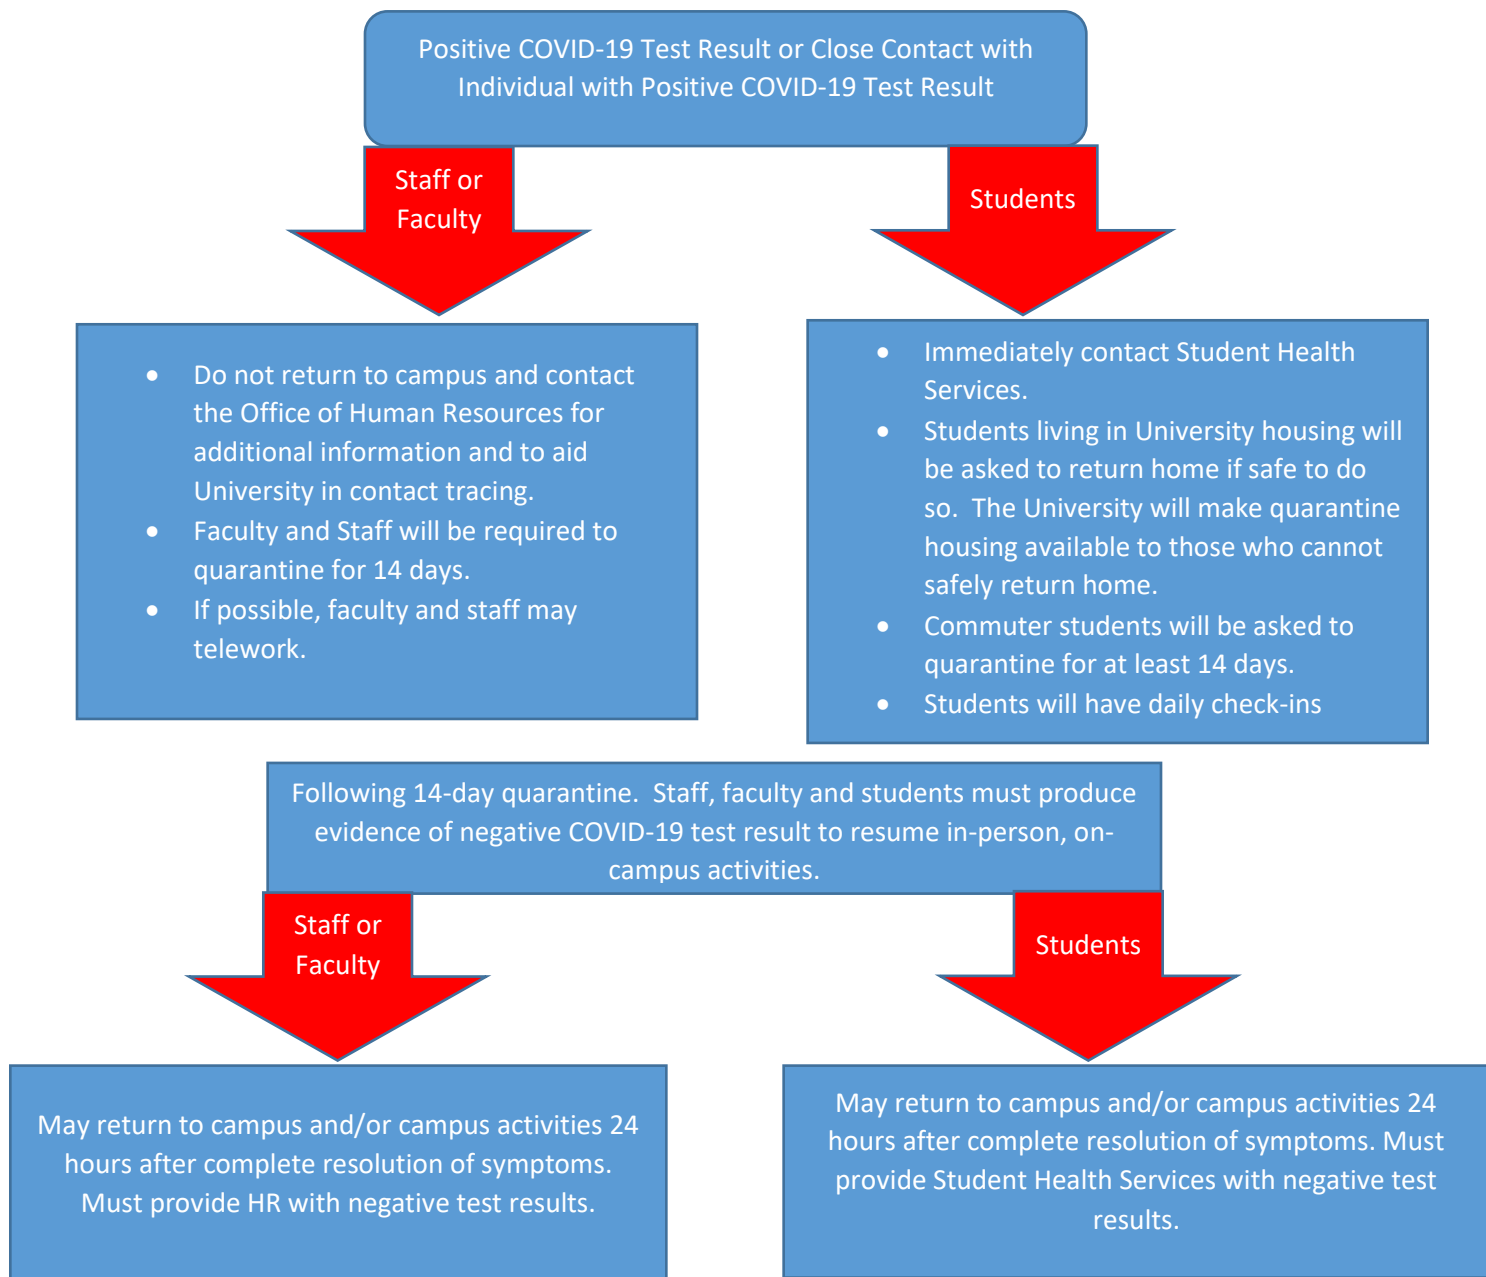 Positive COVID-19 Test Result or Close Contact with
Individual with Positive COVID-19 Test Result
Staff or
Faculty
Students
• Do not return to campus and contact
the Office of Human Resources for
additional information and to aid
University in contact tracing.
• Faculty and Staff will be required to
quarantine for 14 days.
• If possible, faculty and staff may
telework.
• Immediately contact Student Health
Services.
• Students living in University housing will
be asked to return home if safe to do
so.  The University will make quarantine
housing available to those who cannot
safely return home.
• Commuter students will be asked to
quarantine for at least 14 days.
• Students will have daily check-ins
Following 14-day quarantine.  Staff, faculty and students must produce
evidence of negative COVID-19 test result to resume in-person, on-
campus activities.
Staff or
Faculty
Students
May return to campus and/or campus activities 24
hours after complete resolution of symptoms.
Must provide HR with negative test results.
May return to campus and/or campus activities 24
hours after complete resolution of symptoms. Must
provide Student Health Services with negative test
results.